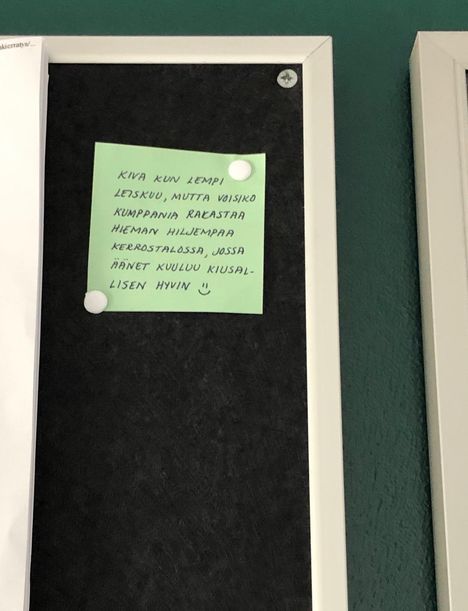 KIVA KUN LEMPI
LEISKUU, MUTTA VOISIKO
KUMPPANIA RAKASTAA
HIEMAN HILJEMPAA
KERROSTALOSSA, JOSSA
ÄÄNET KUULUU KIUSAL-
LISEN HYVIN